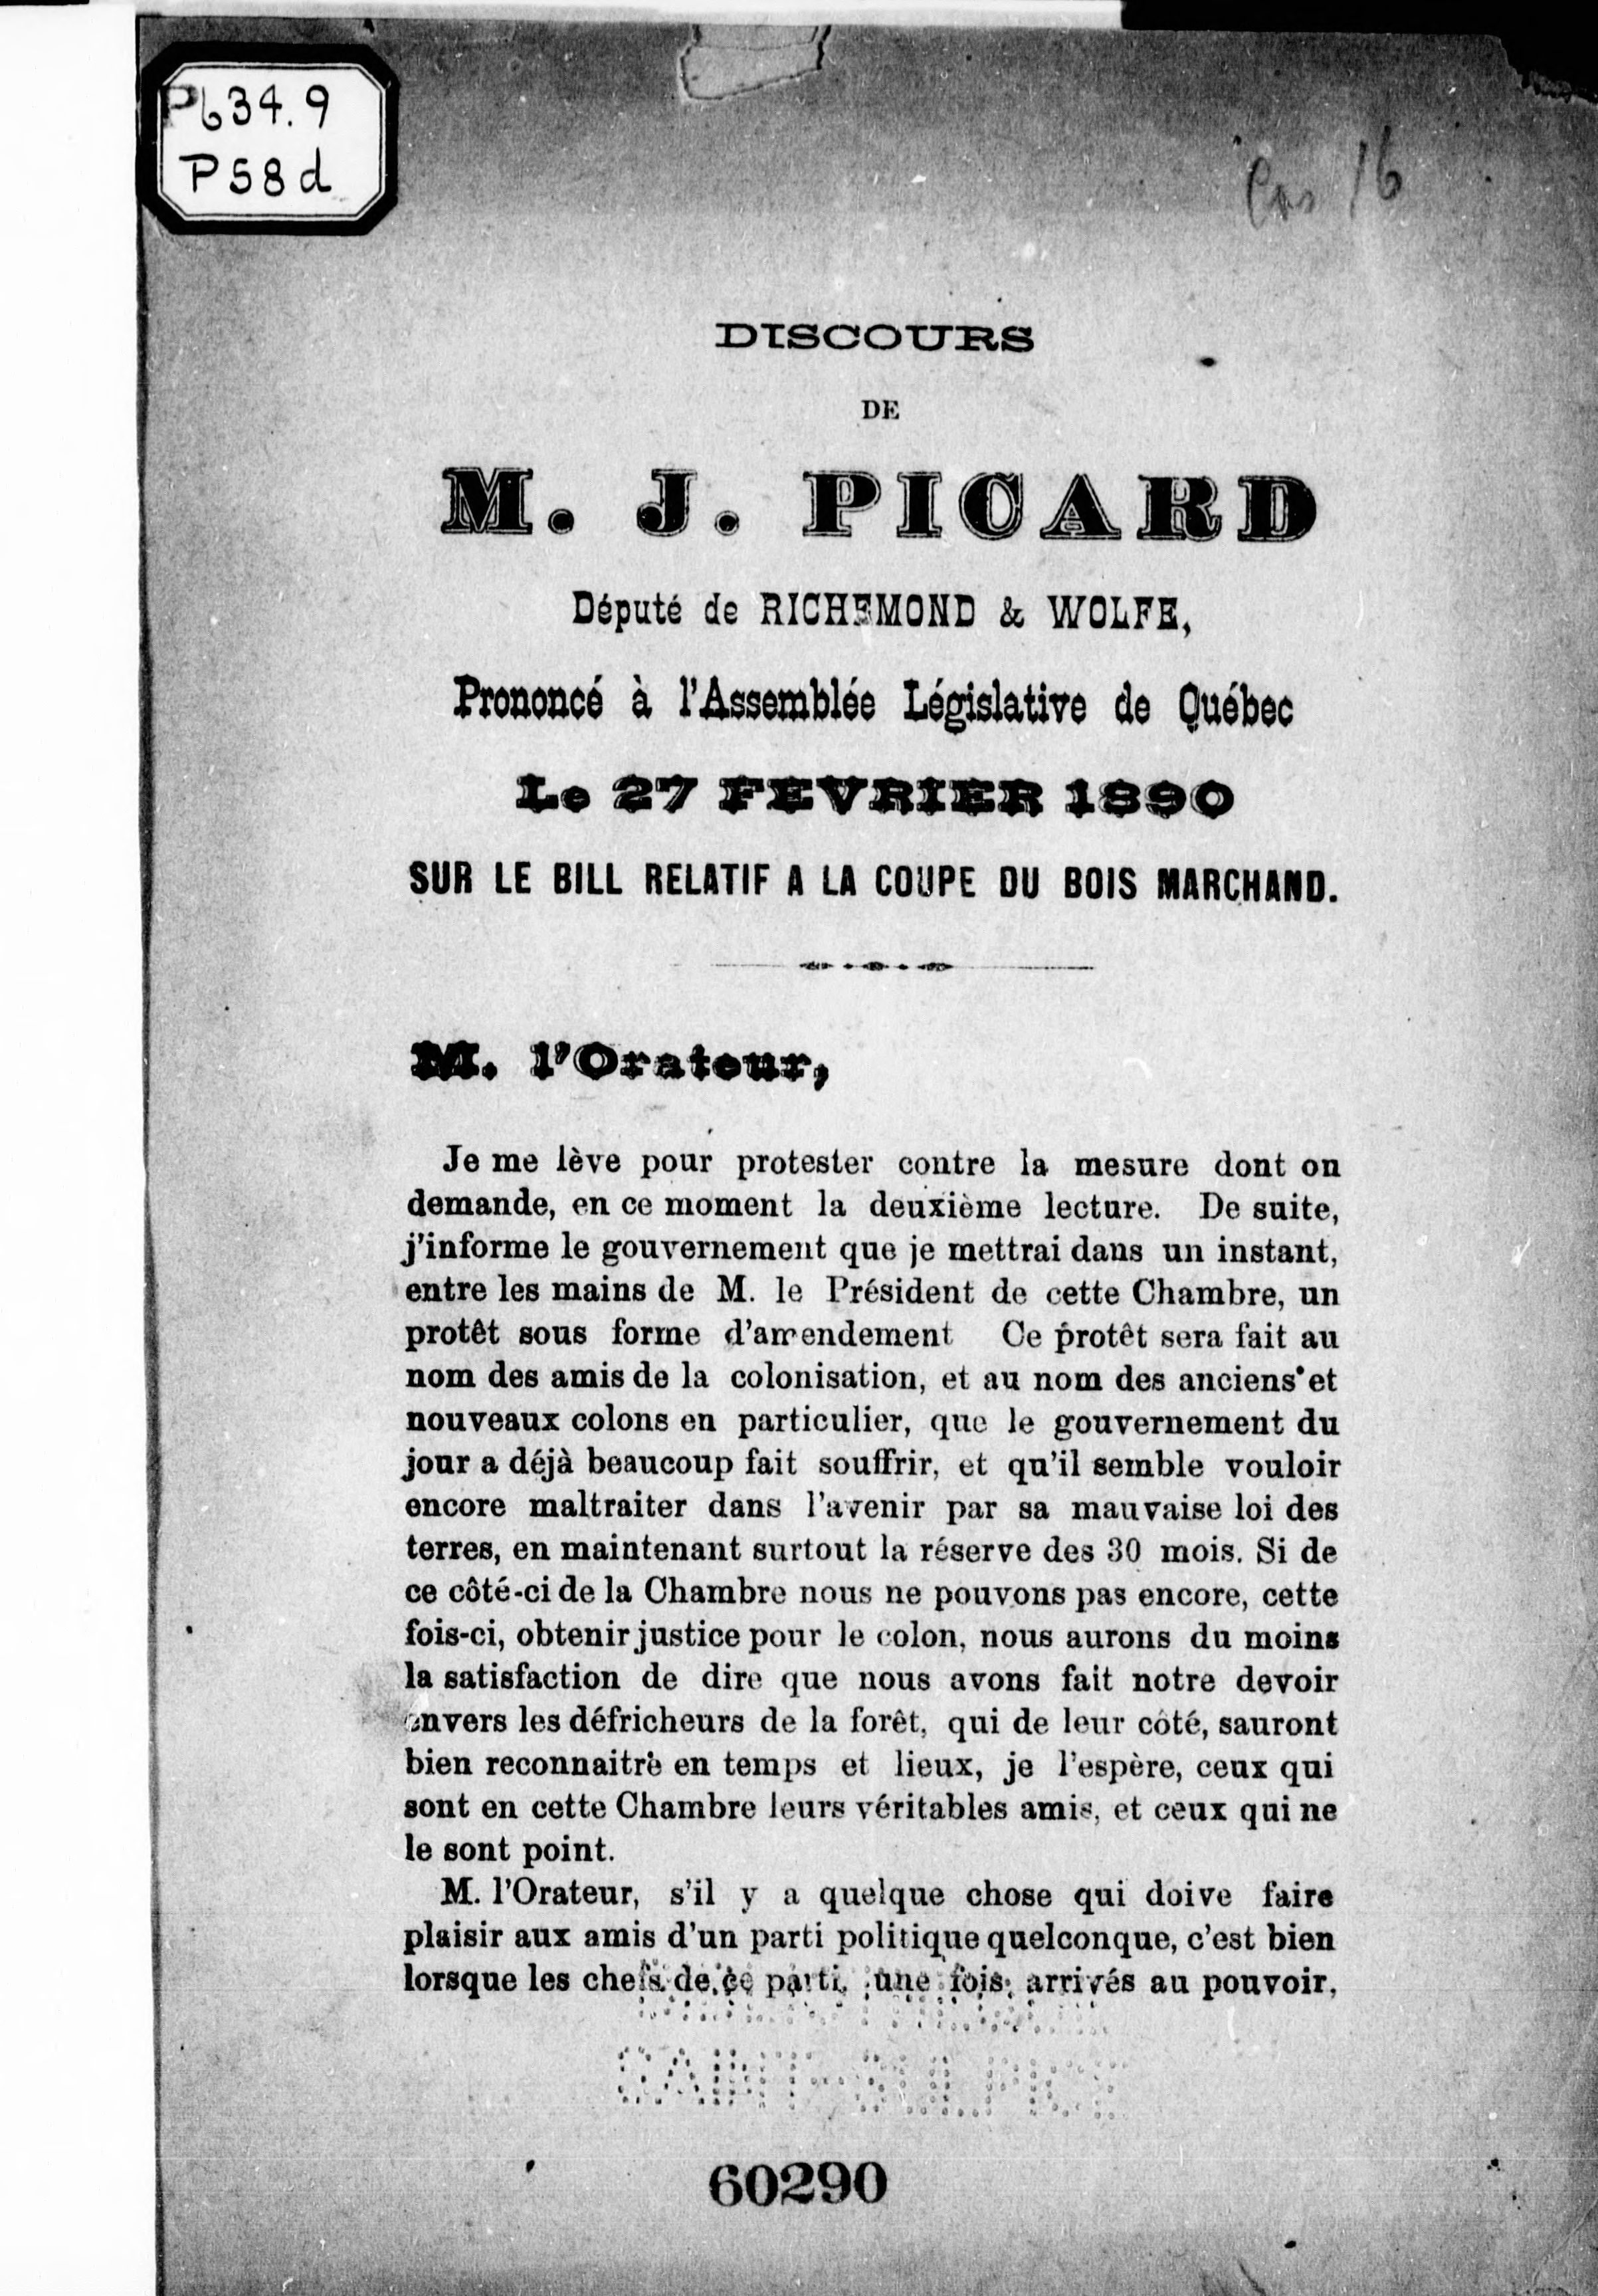 P634.9
P58d
16
DISCOURS
DE
M. J. PICARD
Député de RICHEMOND & WOLFE,
Prononcé à l'Assemblée Législative de Québec
Le 27 FEVRIER 1890
SUR LE BILL RELATIF A LA COUPE DU BOIS MARCHAND.
M. l'Orateur,
Je me lève pour protester contre la mesure dont on
demande, en ce moment la deuxième lecture. De suite,
j'informe le gouvernement que je mettrai dans un instant,
entre les mains de M. le Président de cette Chambre, un
protêt sous forme d'amendement Ce protêt sera fait au
nom des amis de la colonisation, et au nom des anciens et
nouveaux colons en particulier, que le gouvernement du
jour a déjà beaucoup fait souffrir, et qu'il semble vouloir
encore maltraiter dans l'avenir par sa mauvaise loi des
terres, en maintenant surtout la réserve des 30 mois. Si de
ce côté-ci de la Chambre nous ne pouvons pas encore, cette
fois-ci, obtenir justice pour le colon, nous aurons du moins
la satisfaction de dire que nous avons fait notre devoir
envers les défricheurs de la forêt, qui de leur côté, sauront
bien reconnaitre en temps et lieux, je l'espère, ceux qui
sont en cette Chambre leurs véritables amis, et ceux qui ne
le sont point.
M. l'Orateur, s'il y a quelque chose qui doive faire
plaisir aux amis d'un parti politique quelconque, c'est bien
lorsque les chefs de ce parti, une fois arrivés au pouvoir,
SAINT-SULPICE
60290